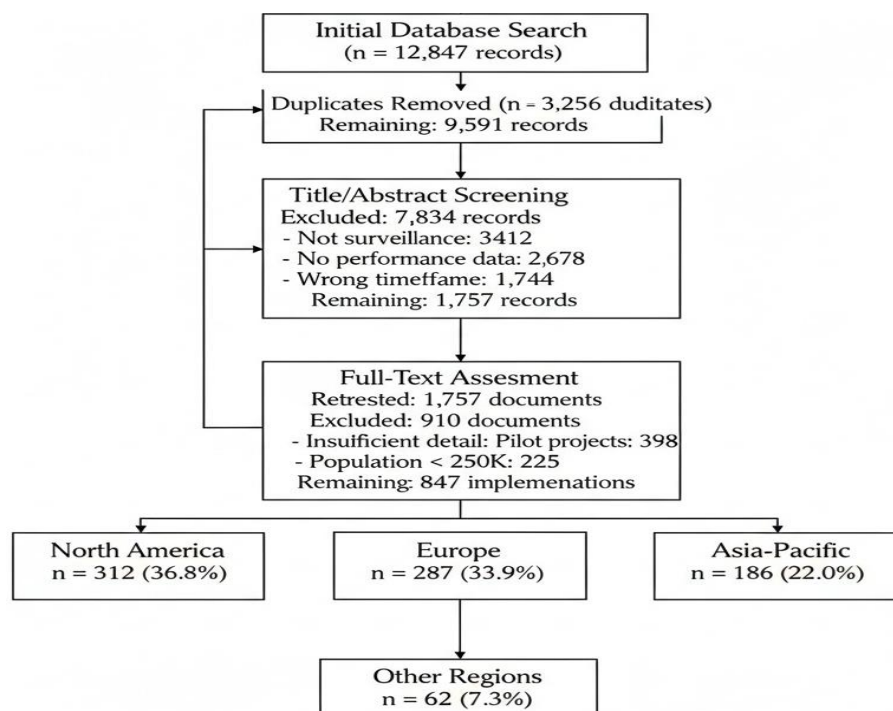 Initial Database Search
(n = 12,847 records)
Duplicates Removed (n = 3,256 duditates)
Remaining: 9,591 records
Title/Abstract Screening
Excluded: 7,834 records
- Not surveillance: 3412
- No performance data: 2,678
- Wrong timeffame: 1,744
Remaining: 1,757 records
Full-Text Assesment
Retrested: 1,757 documents
Excluded: 910 documents
- Insufficient detail: Pilot projects: 398
- Population < 250K: 225
Remaining: 847 implemenations
North America
n = 312 (36.8%)
Europe
n = 287 (33.9%)
Asia-Pacific
n = 186 (22.0%)
Other Regions
n = 62 (7.3%)